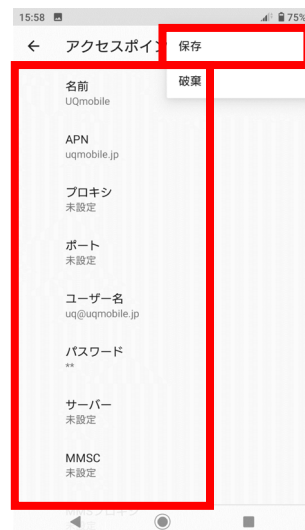 15:58 75%
← アクセスポイン 保存
破棄
名前
UQmobile
APN
uqmobile.jp
プロキシ
未設定
ポート
未設定
ユーザー名
uq@uqmobile.jp
パスワード
**
サーバー
未設定
MMSC
未設定